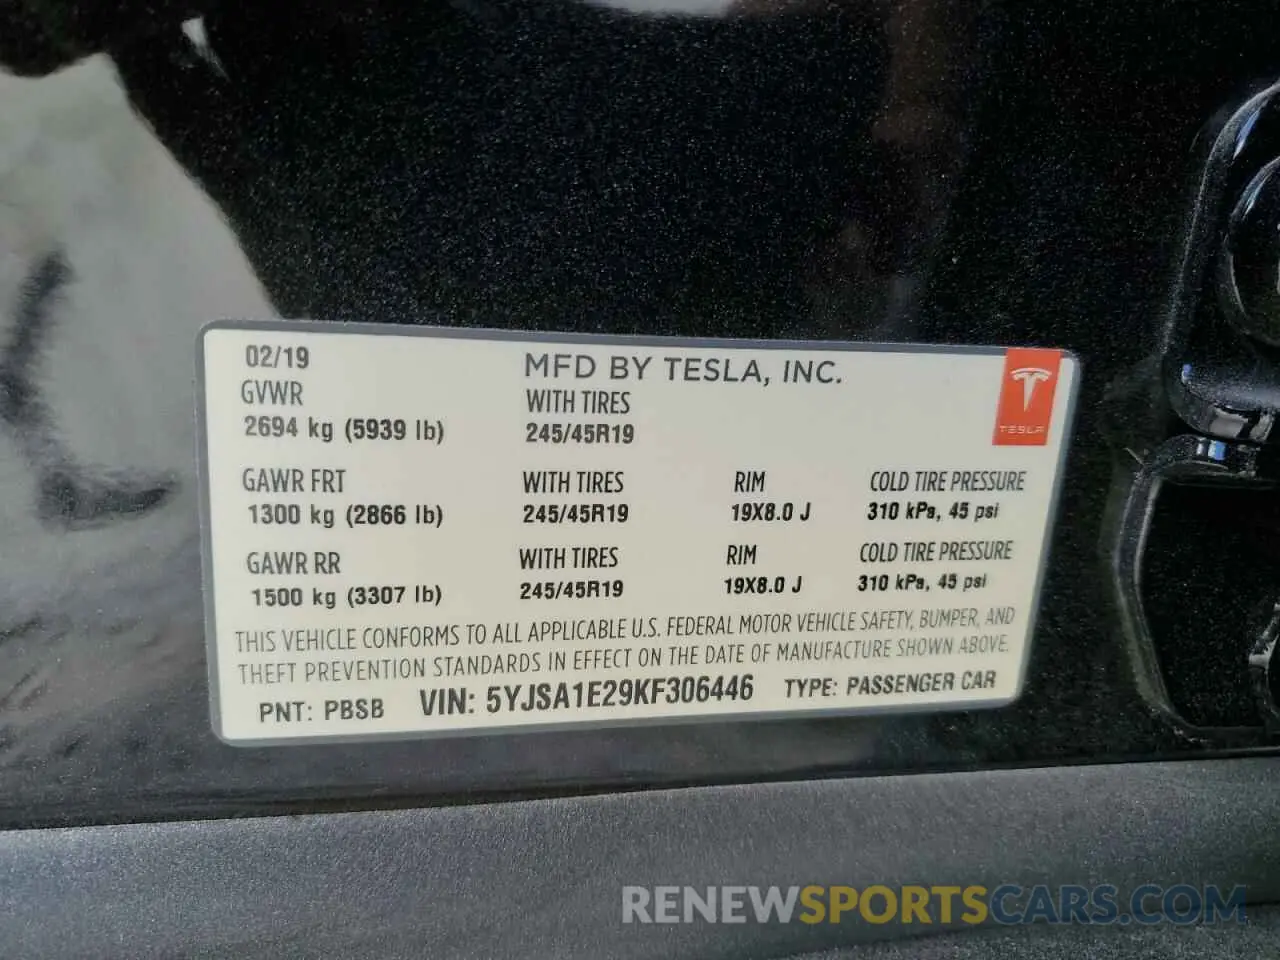 02/19 MFD BY TESLA, INC.
GVWR WITH TIRES
2694 kg (5939 lb) 245/45R19
TESLA
GAWR FRT WITH TIRES RIM COLD TIRE PRESSURE
1300 kg (2866 lb) 245/45R19 19X8.0 J 310 kPa, 45 psi
GAWR RR WITH TIRES RIM COLD TIRE PRESSURE
1500 kg (3307 lb) 245/45R19 19X8.0 J 310 kPa, 45 psi
THIS VEHICLE CONFORMS TO ALL APPLICABLE U.S. FEDERAL MOTOR VEHICLE SAFETY, BUMPER, AND
THEFT PREVENTION STANDARDS IN EFFECT ON THE DATE OF MANUFACTURE SHOWN ABOVE.
PNT: PBSB VIN: 5YJSA1E29KF306446 TYPE: PASSENGER CAR
RENEWSPORTSCARS.COM